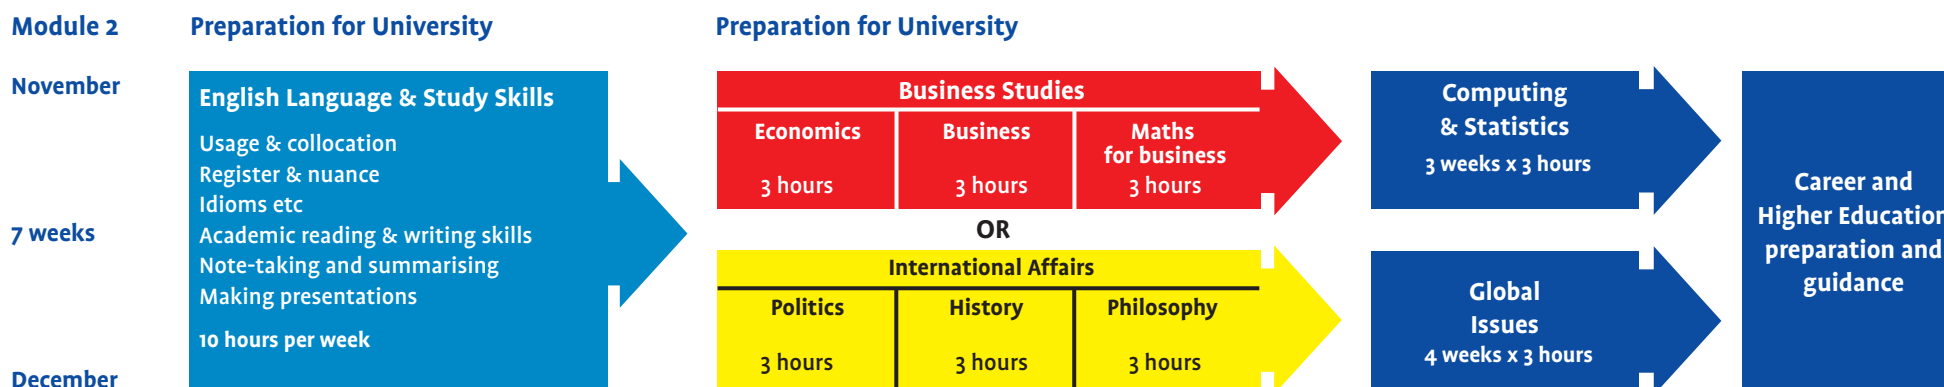 Module 2
Preparation for University
Preparation for University
November
7 weeks
December
English Language & Study Skills
Usage & collocation
Register & nuance
Idioms etc
Academic reading & writing skills
Note-taking and summarising
Making presentations
10 hours per week
Business Studies
Economics
3 hours
Business
3 hours
Maths
for business
3 hours
OR
International Affairs
Politics
3 hours
History
3 hours
Philosophy
3 hours
Computing
& Statistics
3 weeks x 3 hours
Global
Issues
4 weeks x 3 hours
Career and
Higher Education
preparation and
guidance